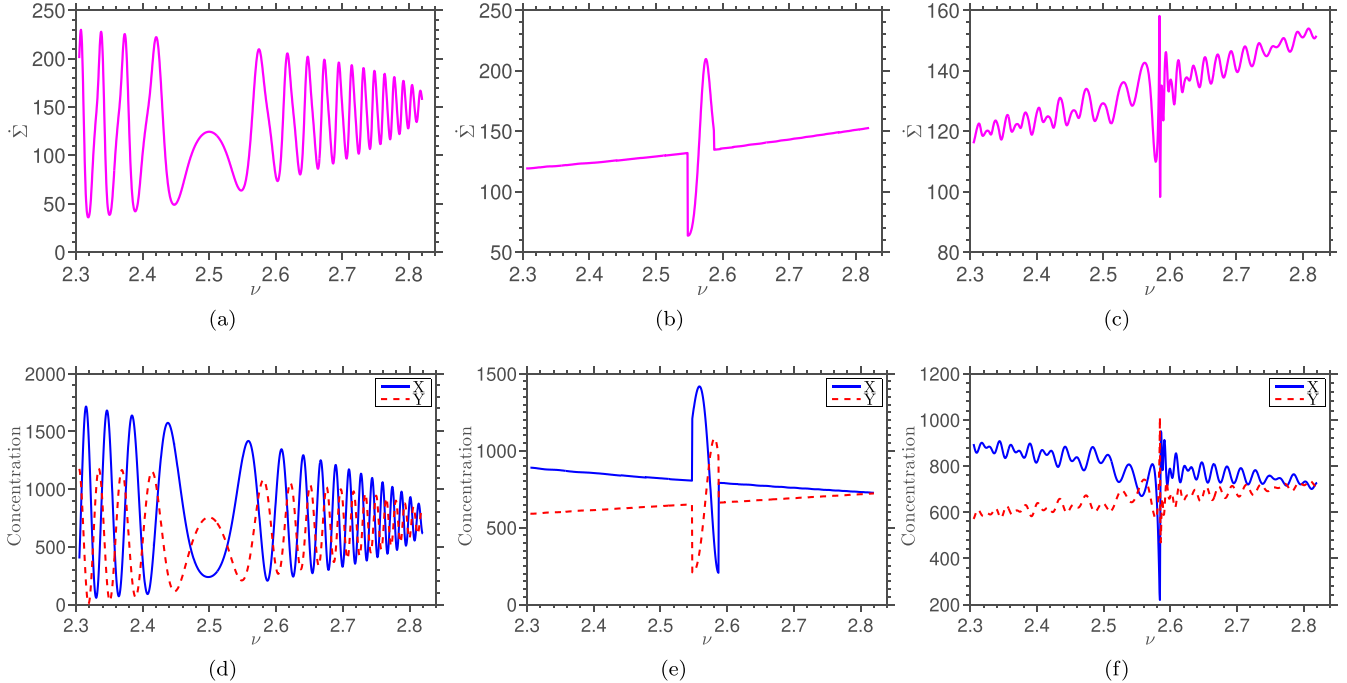 250
200
150
100
50
0
Σ̇
2.3 2.4 2.5 2.6 2.7 2.8
ν
(a)
250
200
150
100
50
Σ̇
2.3 2.4 2.5 2.6 2.7 2.8
ν
(b)
160
140
120
100
80
Σ̇
2.3 2.4 2.5 2.6 2.7 2.8
ν
(c)
2000
1500
1000
500
0
Concentration
X
Y
2.3 2.4 2.5 2.6 2.7 2.8
ν
(d)
1500
1000
500
0
Concentration
X
Y
2.3 2.4 2.5 2.6 2.7 2.8
ν
(e)
1200
1000
800
600
400
200
Concentration
X
Y
2.3 2.4 2.5 2.6 2.7 2.8
ν
(f)